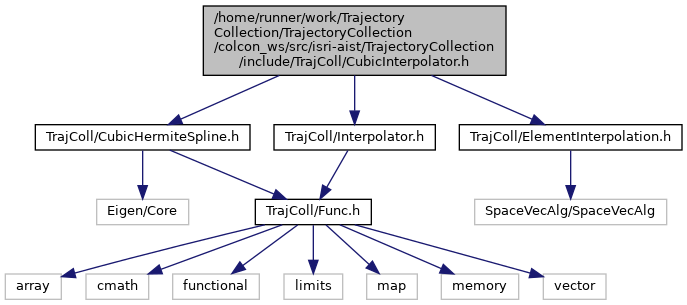 /home/runner/work/Trajectory
Collection/TrajectoryCollection
/colcon_ws/src/isri-aist/TrajectoryCollection
/include/TrajColl/CubicInterpolator.h
TrajColl/CubicHermiteSpline.h
TrajColl/Interpolator.h
TrajColl/ElementInterpolation.h
Eigen/Core
TrajColl/Func.h
SpaceVecAlg/SpaceVecAlg
array
cmath
functional
limits
map
memory
vector